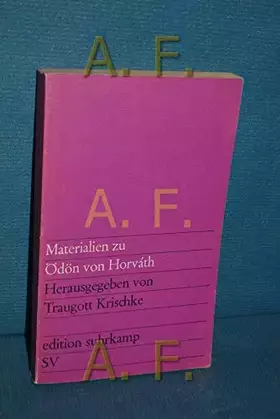 A. F.
A. F.
Materialien zu
Ödön von Horváth
Herausgegeben von
Traugott Krischke
edition suhrkamp
SV
A. F.